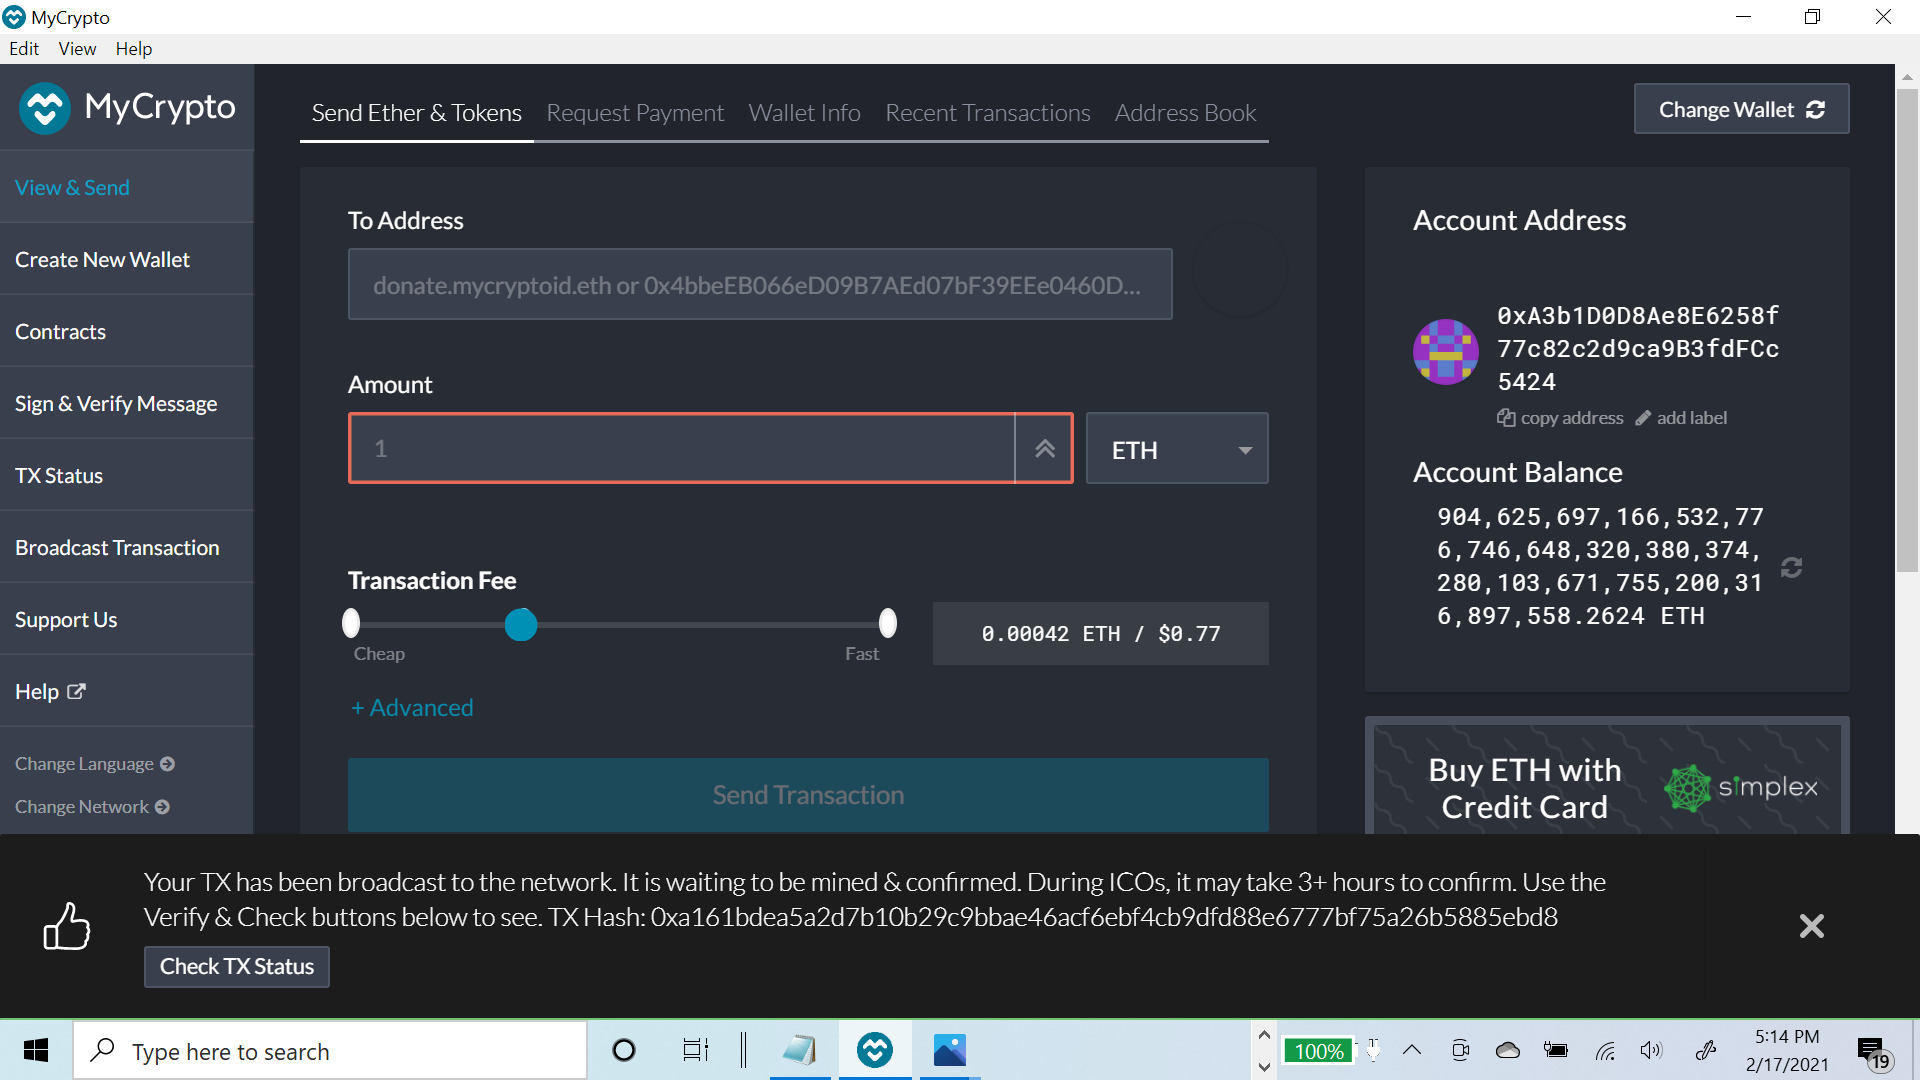 MyCrypto
Edit View Help
MyCrypto
Send Ether & Tokens Request Payment Wallet Info Recent Transactions Address Book
Change Wallet
View & Send
Create New Wallet
Contracts
Sign & Verify Message
TX Status
Broadcast Transaction
Support Us
Help
Change Language
Change Network
To Address
donate.mycryptoid.eth or 0x4bbeEB066eD09B7AEd07bF39EEe0460D...
Amount
1
ETH
Transaction Fee
Cheap
Fast
0.00042 ETH / $0.77
+ Advanced
Send Transaction
Account Address
0xA3b1D0D8Ae8E6258f
77c82c2d9ca9B3fdFCc
5424
copy address add label
Account Balance
904,625,697,166,532,77
6,746,648,320,380,374,
280,103,671,755,200,31
6,897,558.2624 ETH
Buy ETH with
Credit Card
simplex
Your TX has been broadcast to the network. It is waiting to be mined & confirmed. During ICOs, it may take 3+ hours to confirm. Use the
Verify & Check buttons below to see. TX Hash: 0xa161bdea5a2d7b10b29c9bbae46acf6ebf4cb9dfd88e6777bf75a26b5885ebd8
Check TX Status
Type here to search
100%
5:14 PM
2/17/2021
19